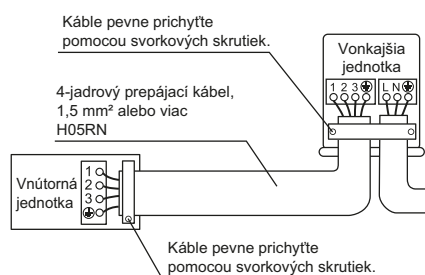 Káble pevne prichyťte
pomocou svorkových skrutiek.
Vonkajšia
jednotka
1 2 3
L N
4-jadrový prepájací kábel,
1,5 mm² alebo viac
H05RN
Vnútorná
jednotka
1
2
3
Káble pevne prichyťte
pomocou svorkových skrutiek.